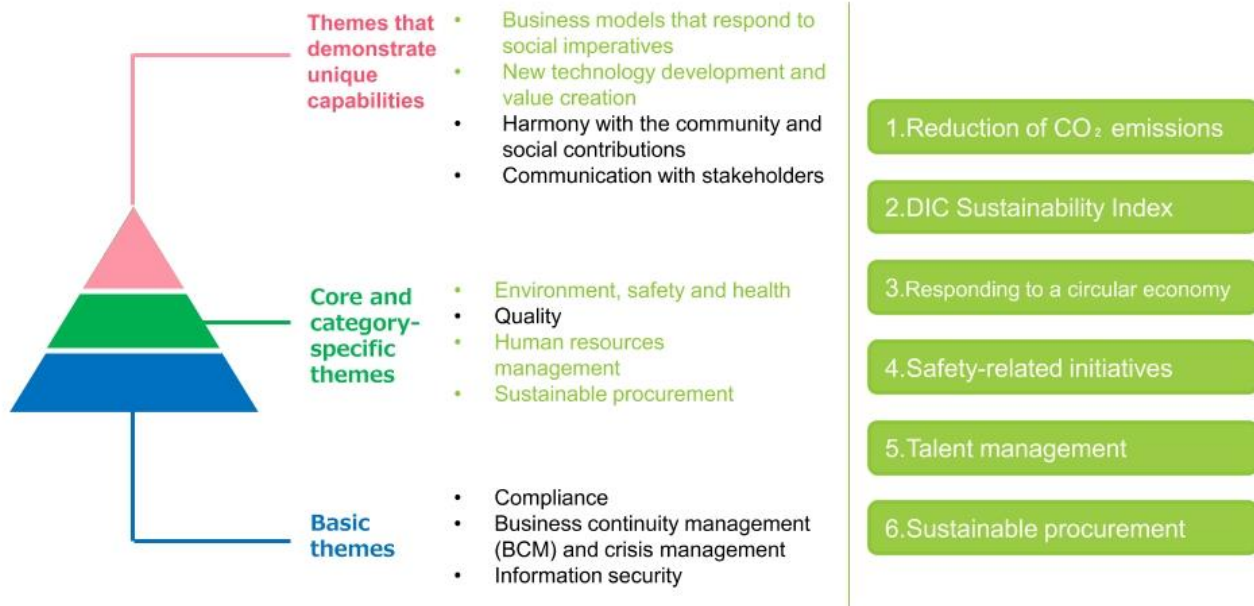 Themes that
demonstrate
unique
capabilities
• Business models that respond to
social imperatives
• New technology development and
value creation
• Harmony with the community and
social contributions
• Communication with stakeholders
Core and
category-
specific
themes
• Environment, safety and health
• Quality
• Human resources
management
• Sustainable procurement
Basic
themes
• Compliance
• Business continuity management
(BCM) and crisis management
• Information security
1.Reduction of CO₂ emissions
2.DIC Sustainability Index
3.Responding to a circular economy
4.Safety-related initiatives
5.Talent management
6.Sustainable procurement